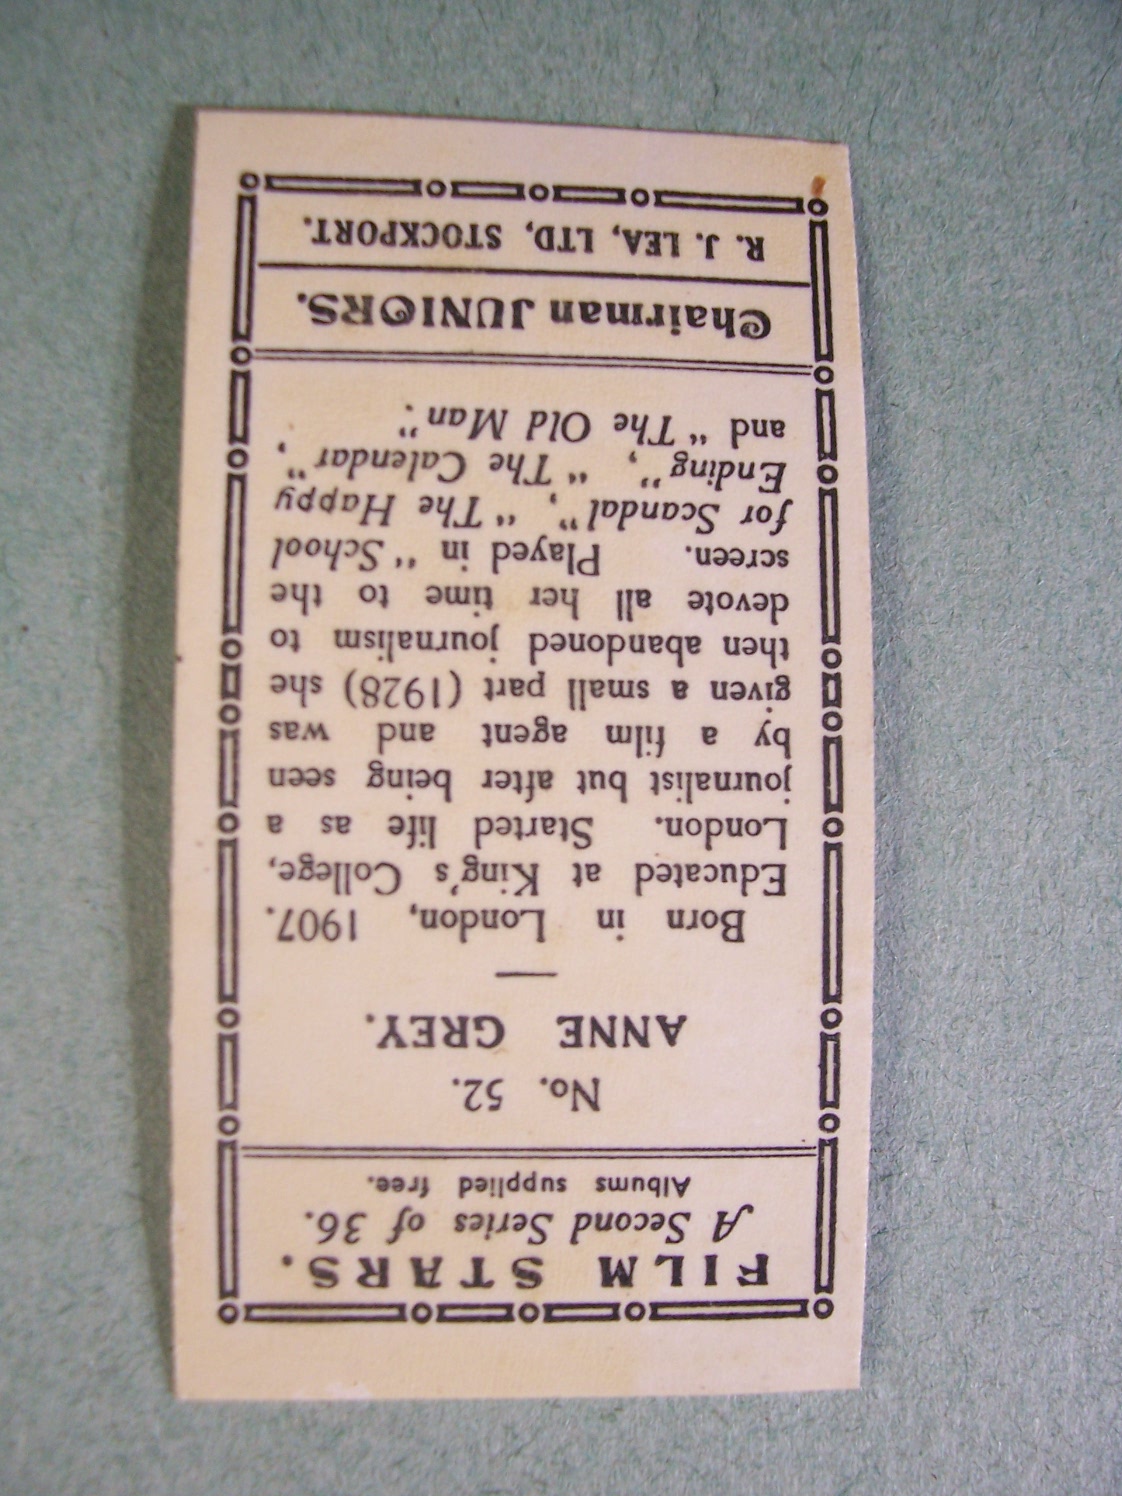 FILM STARS.
A Second Series of 36.
Albums supplied free.
No. 52.
ANNE GREY.
Born in London, 1907.
Educated at King's College,
London. Started life as a
journalist but after being seen
by a film agent and was
given a small part (1928) she
then abandoned journalism to
devote all her time to the
screen. Played in "School
for Scandal", "The Happy
Ending", "The Calendar",
and "The Old Man".
Chairman JUNIORS.
R. J. LEA, LTD, STOCKPORT.